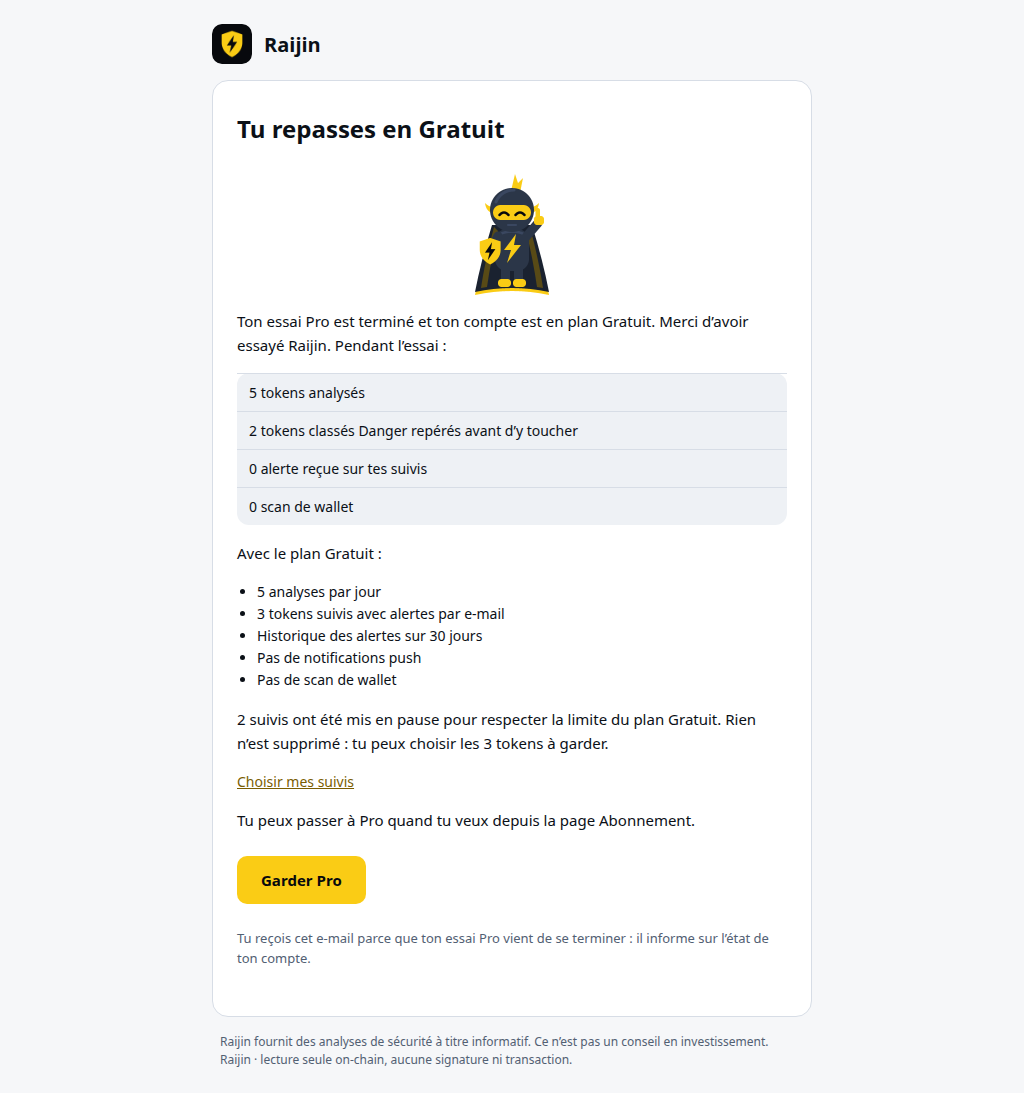 Raijin
Tu repasses en Gratuit
Ton essai Pro est terminé et ton compte est en plan Gratuit. Merci d’avoir
essayé Raijin. Pendant l’essai :
5 tokens analysés
2 tokens classés Danger repérés avant d’y toucher
0 alerte reçue sur tes suivis
0 scan de wallet
Avec le plan Gratuit :
5 analyses par jour
3 tokens suivis avec alertes par e-mail
Historique des alertes sur 30 jours
Pas de notifications push
Pas de scan de wallet
2 suivis ont été mis en pause pour respecter la limite du plan Gratuit. Rien
n’est supprimé : tu peux choisir les 3 tokens à garder.
Choisir mes suivis
Tu peux passer à Pro quand tu veux depuis la page Abonnement.
Garder Pro
Tu reçois cet e-mail parce que ton essai Pro vient de se terminer : il informe sur l’état de
ton compte.
Raijin fournit des analyses de sécurité à titre informatif. Ce n’est pas un conseil en investissement.
Raijin · lecture seule on-chain, aucune signature ni transaction.